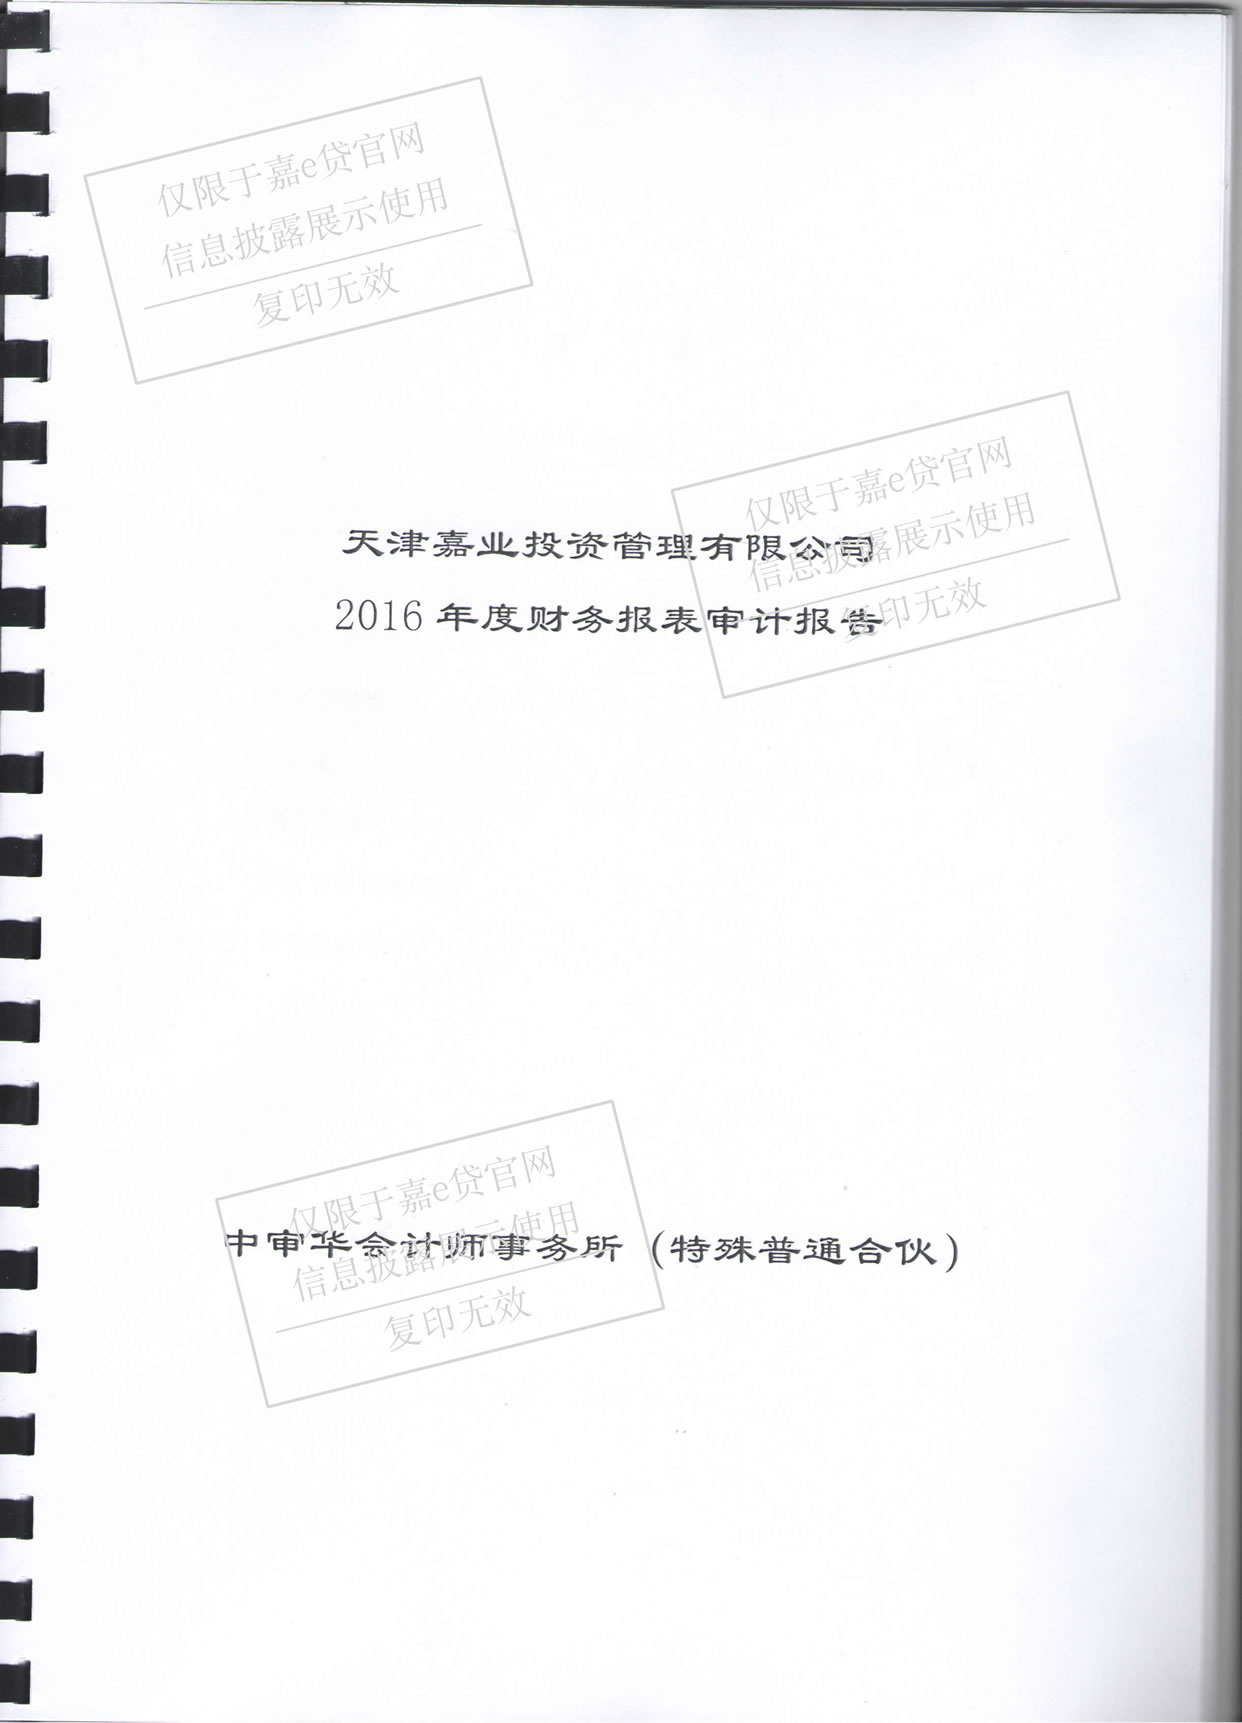 仅限于嘉e贷官网
信息披露展示使用
复印无效
仅限于嘉e贷官网
信息披露展示使用
复印无效
天津嘉业投资管理有限公司
2016 年度财务报表审计报告
仅限于嘉e贷官网
信息披露展示使用
复印无效
中审华会计师事务所（特殊普通合伙）